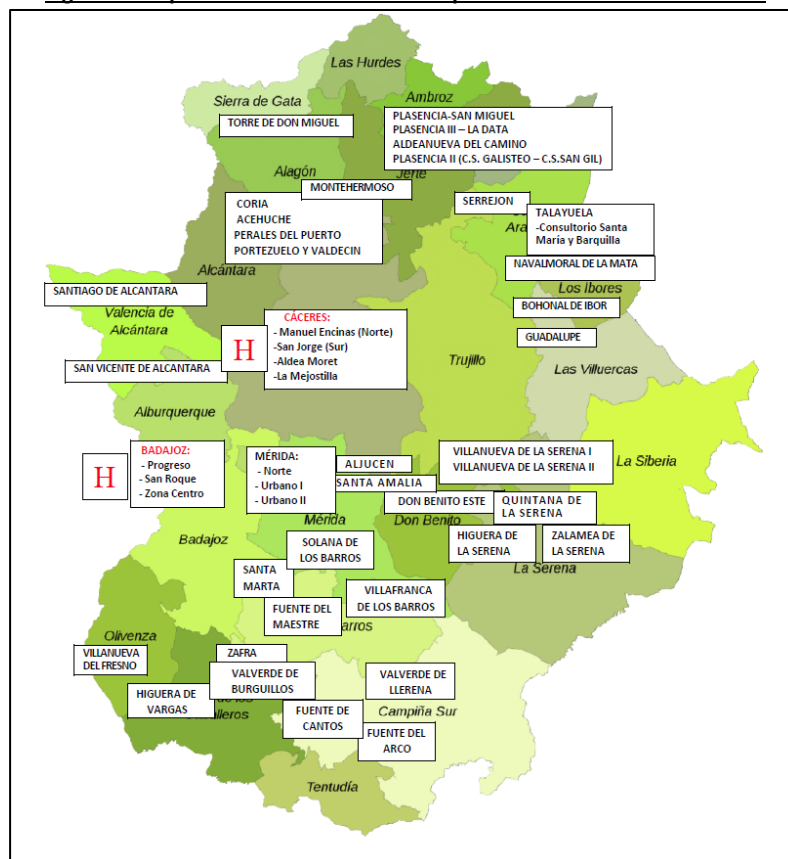 Las Hurdes
Sierra de Gata
Ambroz
TORRE DE DON MIGUEL
PLASENCIA-SAN MIGUEL
PLASENCIA III – LA DATA
ALDEANUEVA DEL CAMINO
PLASENCIA II (C.S. GALISTEO – C.S.SAN GIL)
Alagón
Jerte
MONTEHERMOSO
CORIA
ACEHUCHE
PERALES DEL PUERTO
PORTEZUELO Y VALDECIN
SERREJON
TALAYUELA
-Consultorio Santa
María y Barquilla
Ara
Alcántara
NAVALMORAL DE LA MATA
SANTIAGO DE ALCANTARA
Los Ibores
Valencia de
Alcántara
BOHONAL DE IBOR
H
CÁCERES:
- Manuel Encinas (Norte)
-San Jorge (Sur)
-Aldea Moret
-La Mejostilla
GUADALUPE
Trujillo
Las Villuercas
SAN VICENTE DE ALCANTARA
Alburquerque
H
BADAJOZ:
- Progreso
- San Roque
- Zona Centro
MÉRIDA:
- Norte
- Urbano I
- Urbano II
ALJUCEN
SANTA AMALIA
VILLANUEVA DE LA SERENA I
VILLANUEVA DE LA SERENA II
La Siberia
DON BENITO ESTE
QUINTANA DE
LA SERENA
Mérida
Don Benito
Badajoz
SOLANA DE
LOS BARROS
HIGUERA DE
LA SERENA
ZALAMEA DE
LA SERENA
La Serena
SANTA
MARTA
VILLAFRANCA
DE LOS BARROS
FUENTE DEL
MAESTRE
arros
Olivenza
VILLANUEVA
DEL FRESNO
ZAFRA
VALVERDE DE
BURGUILLOS
VALVERDE DE
LLERENA
HIGUERA DE
VARGAS
de los
balleros
FUENTE DE
CANTOS
Campiña Sur
FUENTE DEL
ARCO
Tentudía